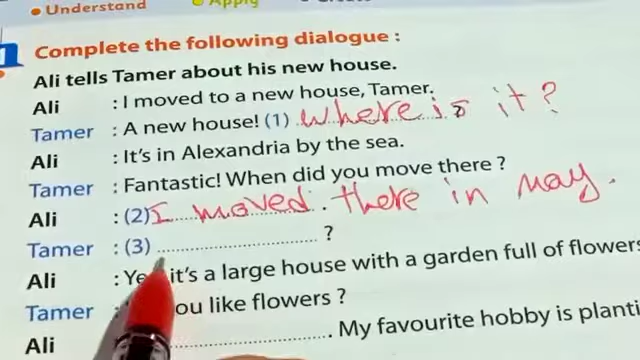 Understand Apply
Complete the following dialogue :
Ali tells Tamer about his new house.
Ali : I moved to a new house, Tamer.
Tamer : A new house! (1) where is it?
Ali : It's in Alexandria by the sea.
Tamer : Fantastic! When did you move there ?
Ali : (2) I moved there in may.
Tamer : (3) ........................................ ?
Ali : it's a large house with a garden full of flowers
Tamer : you like flowers ?
Ali ........................ . My favourite hobby is planti